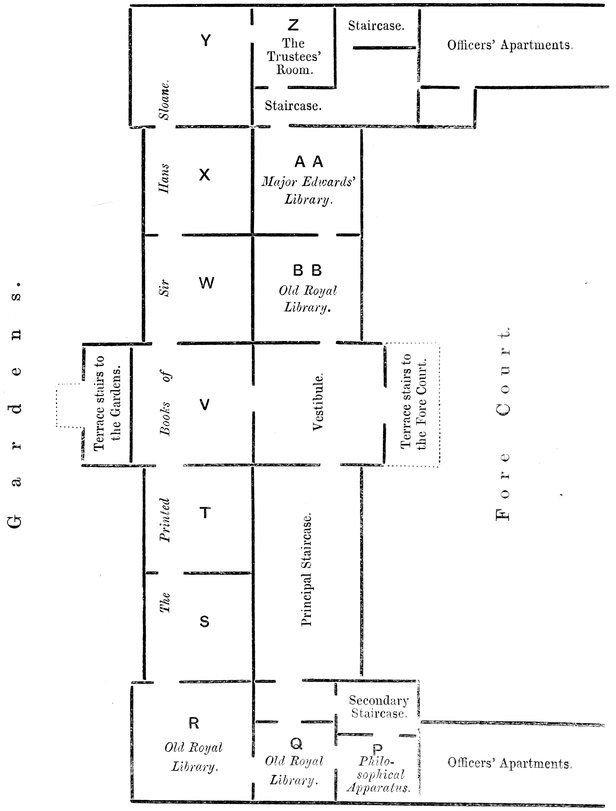 Y
Z
The
Trustees'
Room.
Staircase.
Officers' Apartments.
Staircase.
A A
Major Edwards'
Library.
X
B B
Old Royal
Library.
W
Terrace stairs to
the Gardens.
V
Vestibule.
Terrace stairs to
the Fore Court.
The Printed Books of Sir Hans Sloane.
Gardens.
Fore Court.
T
Principal Staircase.
S
Secondary
Staircase.
R
Old Royal
Library.
Q
Old Royal
Library.
P
Philo-
sophical
Apparatus.
Officers' Apartments.